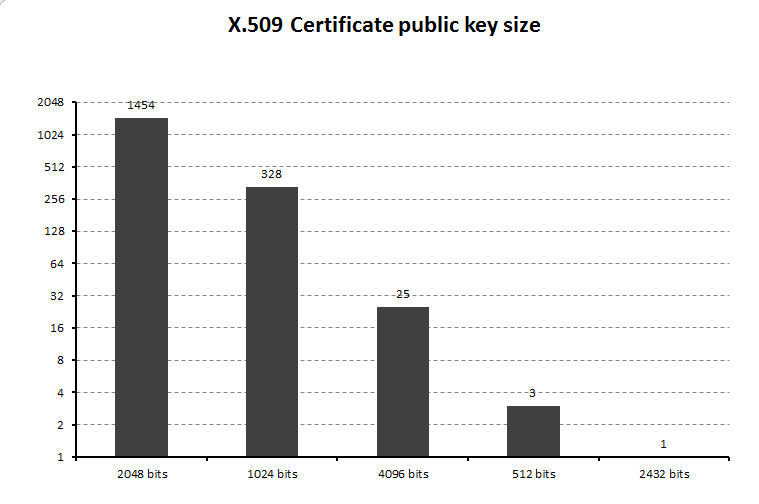 X.509 Certificate public key size
2048
1024
512
256
128
64
32
16
8
4
2
1
1454
328
25
3
1
2048 bits
1024 bits
4096 bits
512 bits
2432 bits